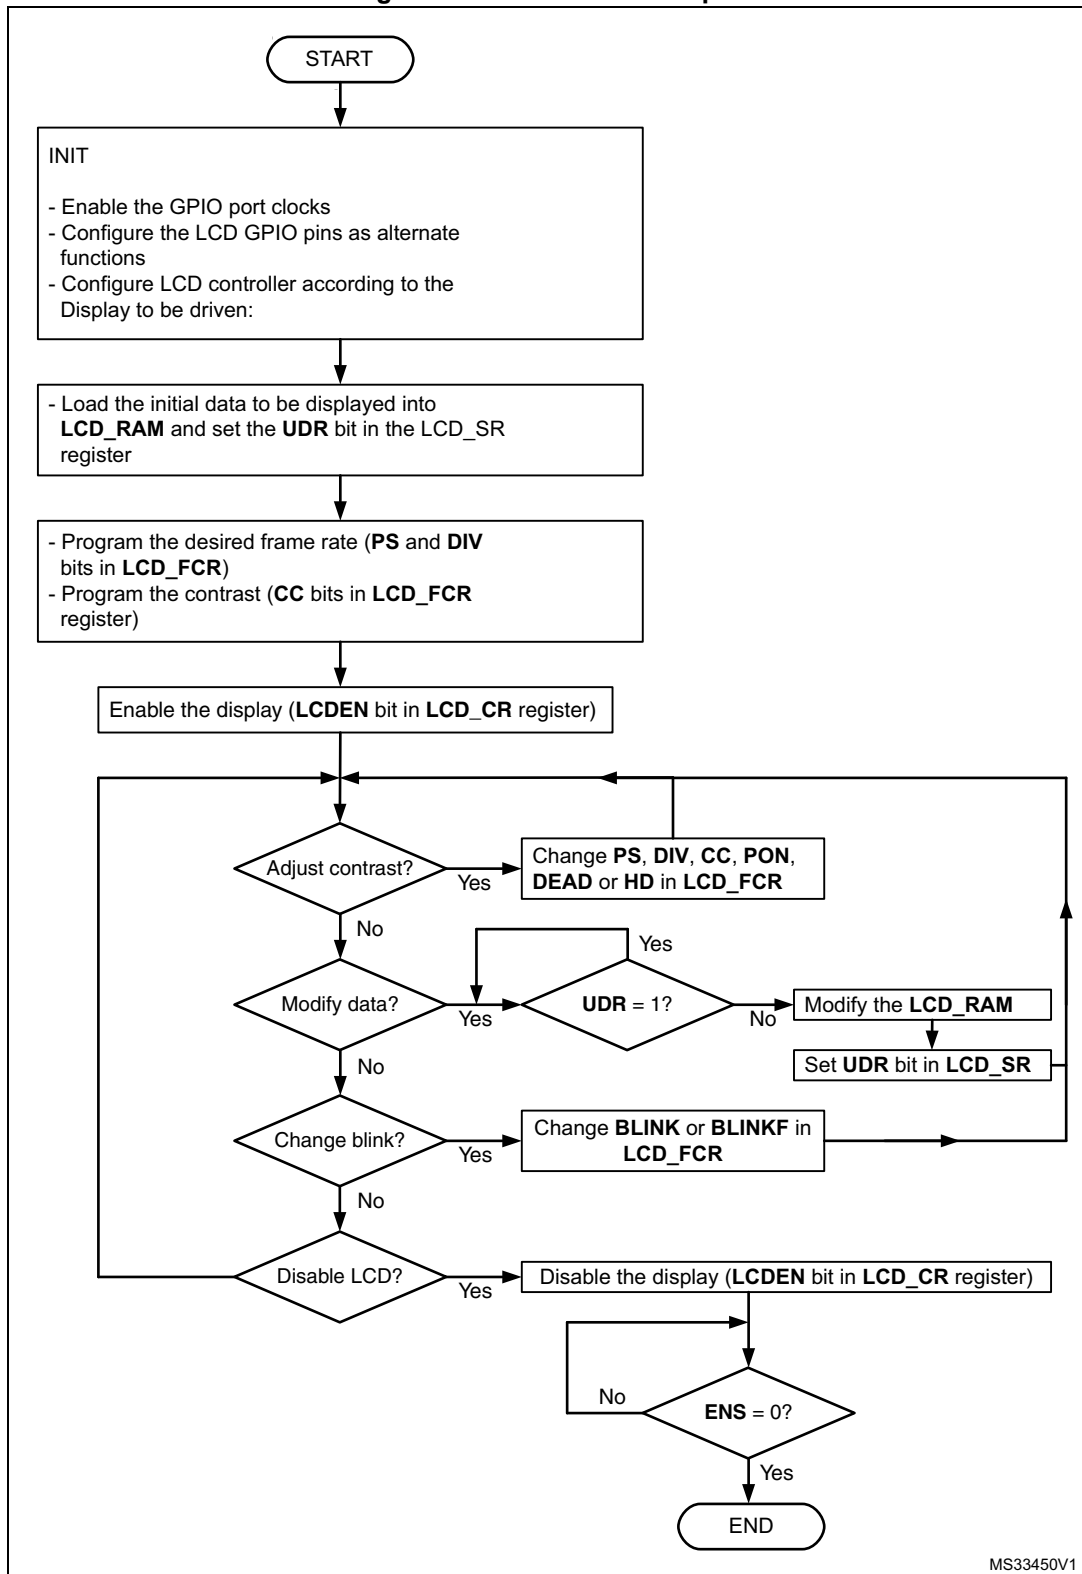 START
INIT
- Enable the GPIO port clocks
- Configure the LCD GPIO pins as alternate
functions
- Configure LCD controller according to the
Display to be driven:
- Load the initial data to be displayed into
LCD_RAM and set the UDR bit in the LCD_SR
register
- Program the desired frame rate (PS and DIV
bits in LCD_FCR)
- Program the contrast (CC bits in LCD_FCR
register)
Enable the display (LCDEN bit in LCD_CR register)
Adjust contrast?
Yes
Change PS, DIV, CC, PON,
DEAD or HD in LCD_FCR
No
Modify data?
Yes
UDR = 1?
Yes
No
Modify the LCD_RAM
Set UDR bit in LCD_SR
No
Change blink?
Yes
Change BLINK or BLINKF in
LCD_FCR
No
Disable LCD?
Yes
Disable the display (LCDEN bit in LCD_CR register)
No
ENS = 0?
Yes
END
MS33450V1